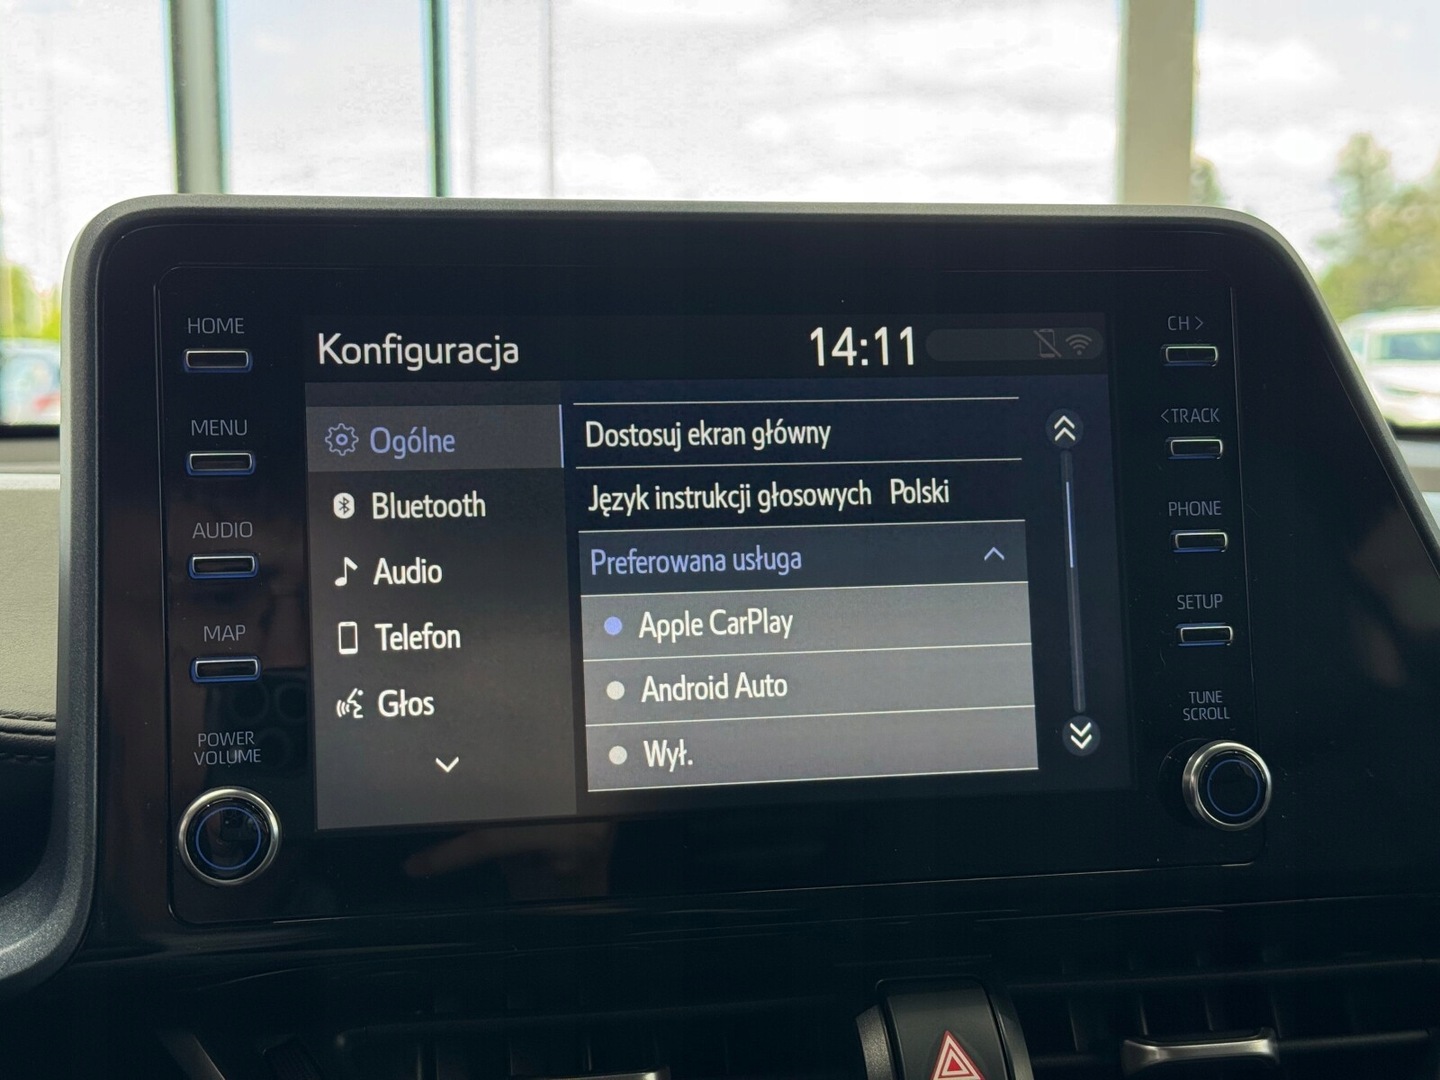 HOME
MENU
AUDIO
MAP
POWER
VOLUME
Konfiguracja
14:11
Ogólne
Bluetooth
Audio
Telefon
Głos
Dostosuj ekran główny
Język instrukcji głosowych Polski
Preferowana usługa
Apple CarPlay
Android Auto
Wył.
CH >
<TRACK
PHONE
SETUP
TUNE
SCROLL